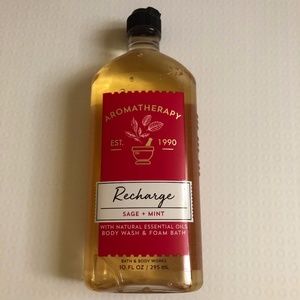 AROMATHERAPY
EST. 1990
Recharge
SAGE + MINT
WITH NATURAL ESSENTIAL OILS
BODY WASH & FOAM BATH
BATH & BODY WORKS
10 FL OZ / 295 mL